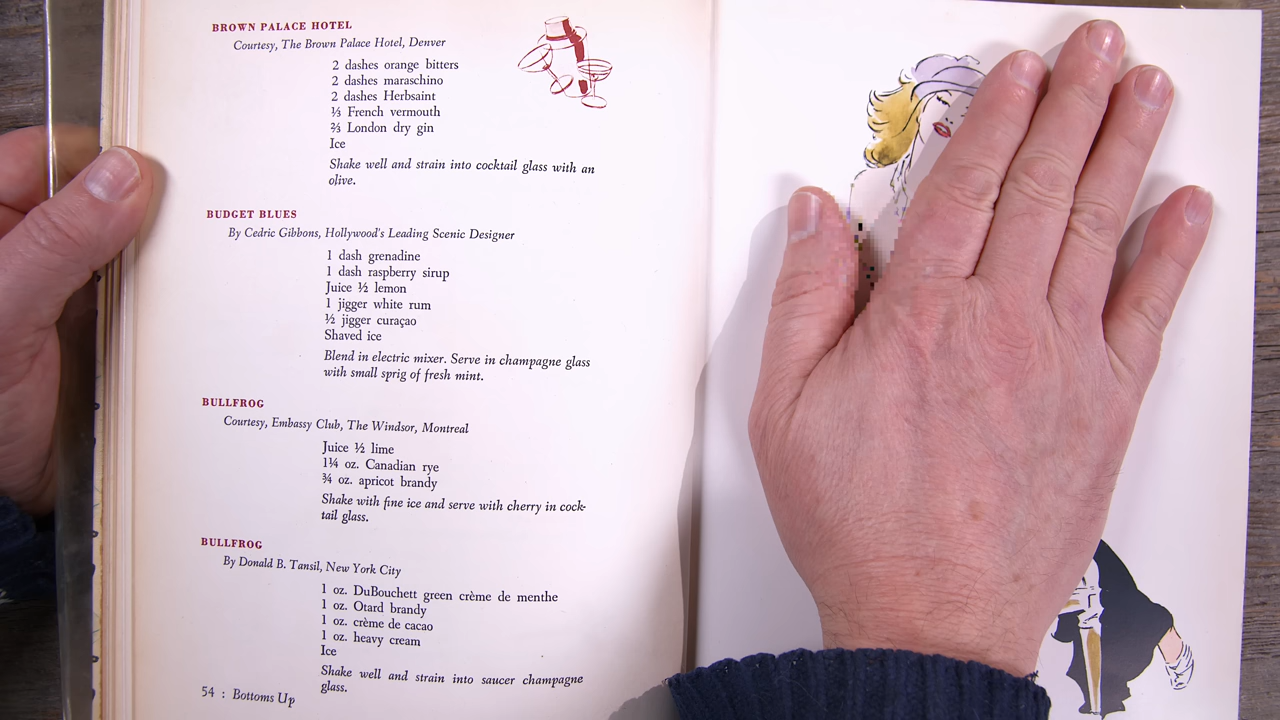 BROWN PALACE HOTEL
Courtesy, The Brown Palace Hotel, Denver
2 dashes orange bitters
2 dashes maraschino
2 dashes Herbsaint
⅓ French vermouth
⅔ London dry gin
Ice
Shake well and strain into cocktail glass with an
olive.
BUDGET BLUES
By Cedric Gibbons, Hollywood's Leading Scenic Designer
1 dash grenadine
1 dash raspberry sirup
Juice ½ lemon
1 jigger white rum
½ jigger curaçao
Shaved ice
Blend in electric mixer. Serve in champagne glass
with small sprig of fresh mint.
BULLFROG
Courtesy, Embassy Club, The Windsor, Montreal
Juice ½ lime
1¼ oz. Canadian rye
¾ oz. apricot brandy
Shake with fine ice and serve with cherry in cock-
tail glass.
BULLFROG
By Donald B. Tansil, New York City
1 oz. DuBouchett green crème de menthe
1 oz. Otard brandy
1 oz. crème de cacao
1 oz. heavy cream
Ice
Shake well and strain into saucer champagne
glass.
54 : Bottoms Up